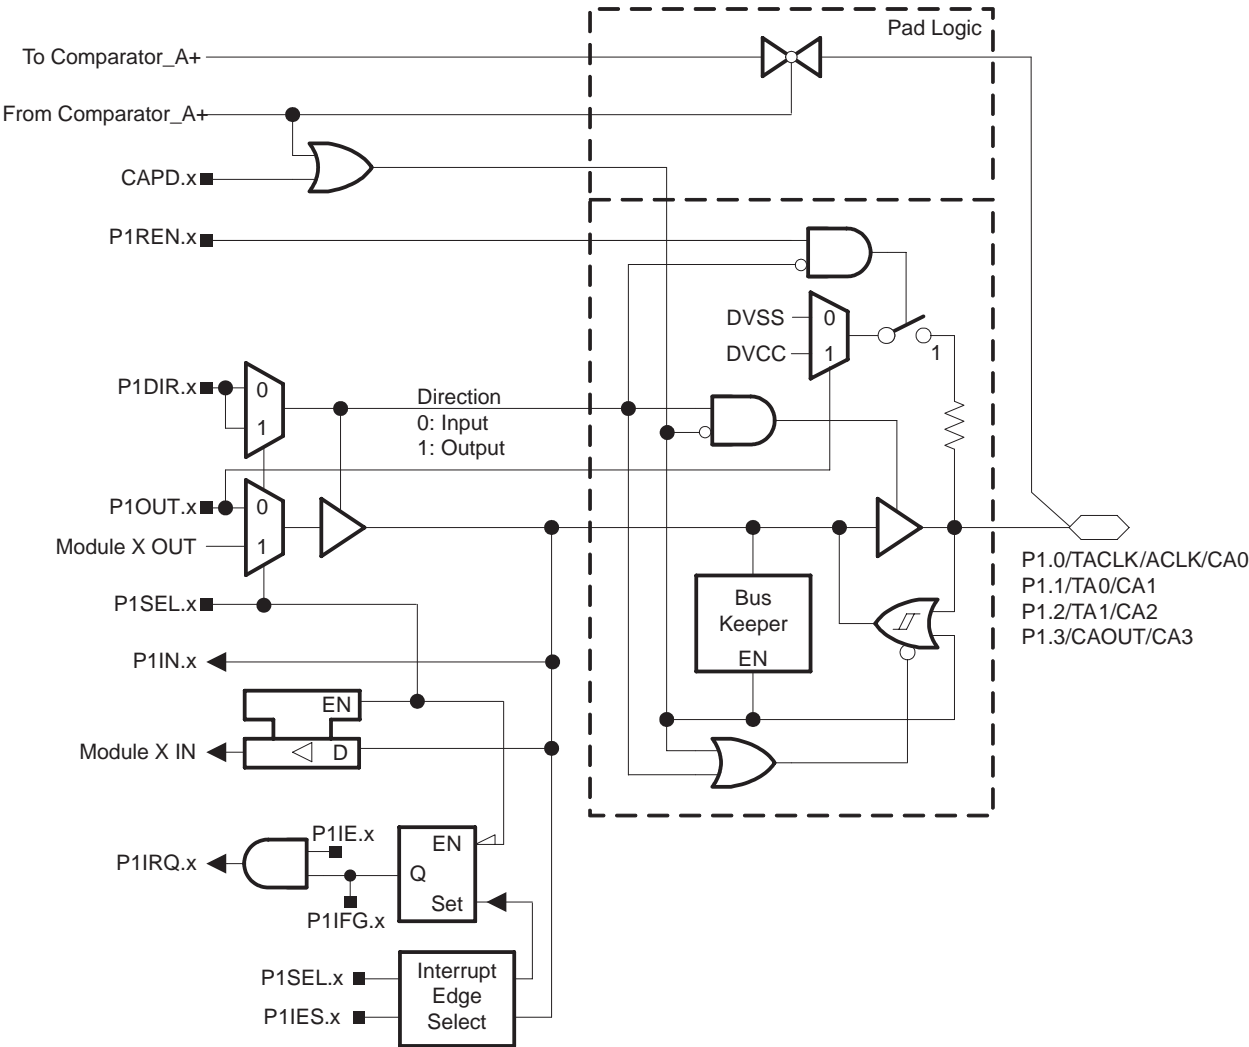 Pad Logic
To Comparator_A+
From Comparator_A+
CAPD.x
P1REN.x
DVSS
0
DVCC
1
1
P1DIR.x
0
1
Direction
0: Input
1: Output
P1OUT.x
0
Module X OUT
1
P1SEL.x
P1.0/TACLK/ACLK/CA0
P1.1/TA0/CA1
P1.2/TA1/CA2
P1.3/CAOUT/CA3
Bus
Keeper
EN
P1IN.x
EN
Module X IN
D
P1IE.x
P1IRQ.x
EN
Q
Set
P1IFG.x
P1SEL.x
P1IES.x
Interrupt
Edge
Select